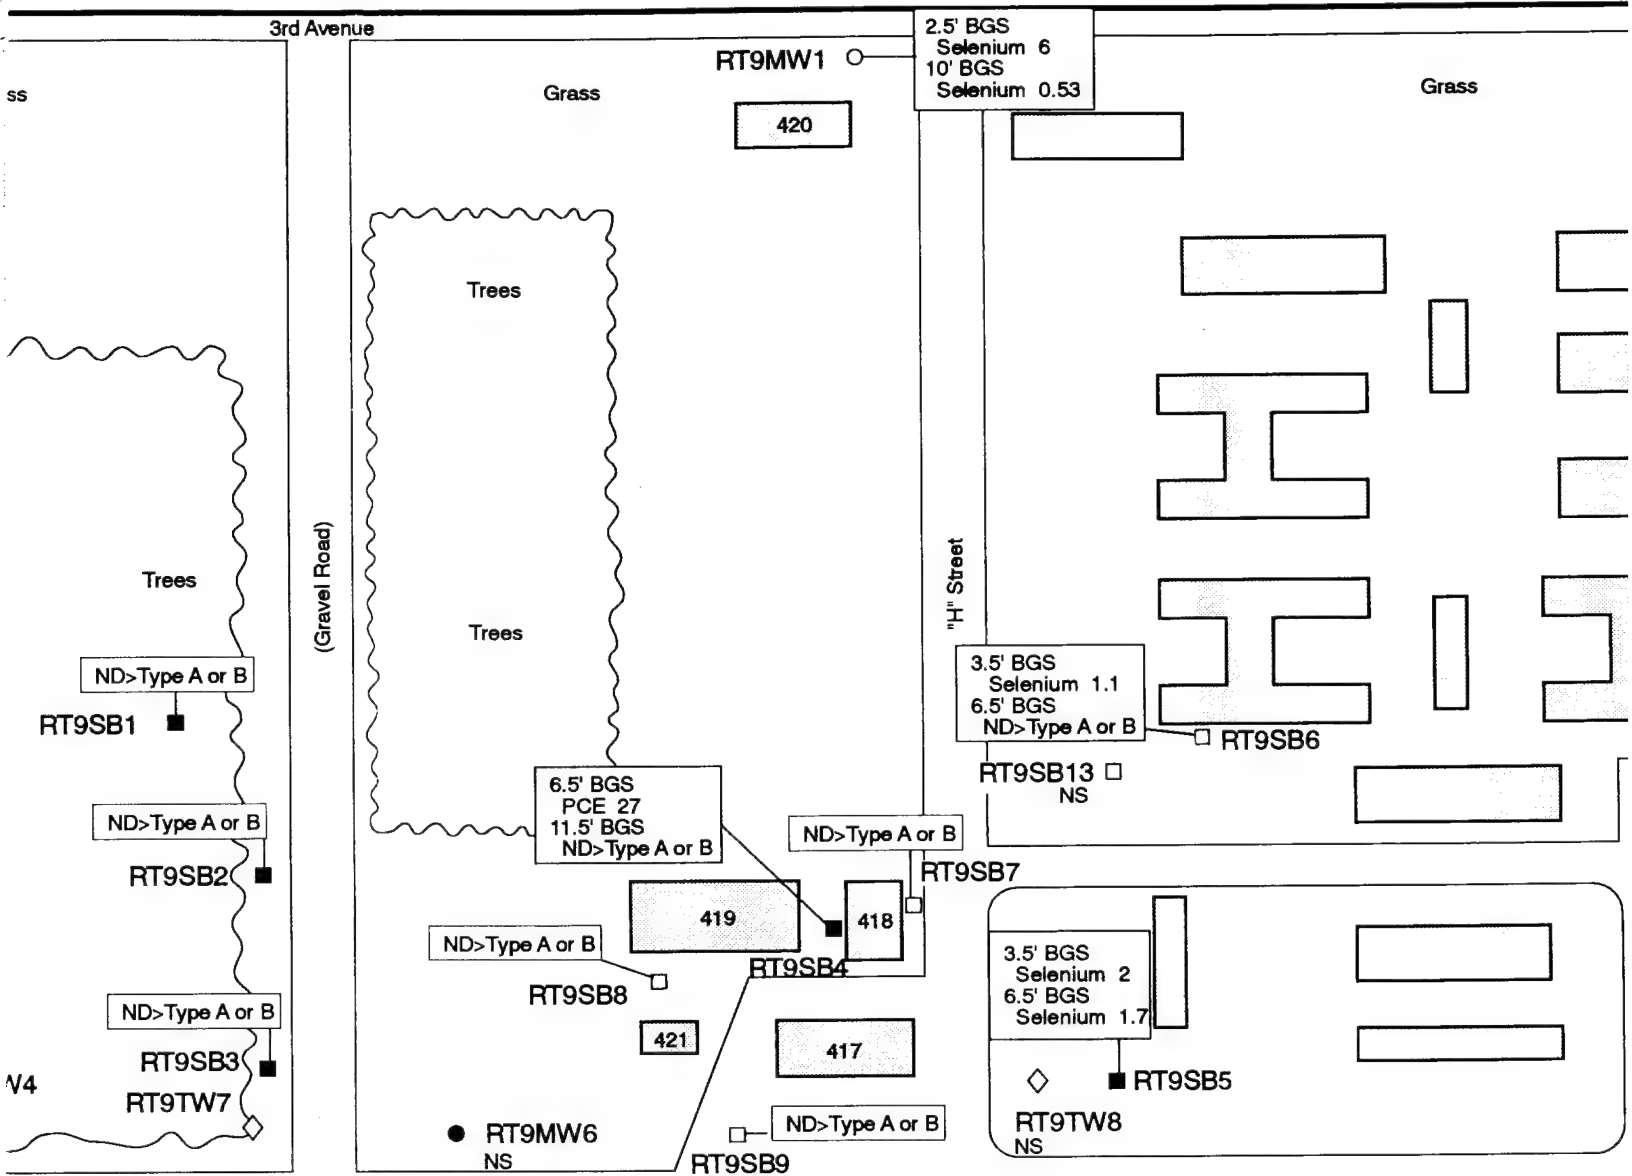 3rd Avenue
2.5' BGS
Selenium 6
10' BGS
Selenium 0.53
RT9MW1
ss
Grass
Grass
420
Trees
Trees
(Gravel Road)
"H" Street
Trees
ND>Type A or B
RT9SB1
3.5' BGS
Selenium 1.1
6.5' BGS
ND>Type A or B
RT9SB6
RT9SB13
NS
6.5' BGS
PCE 27
11.5' BGS
ND>Type A or B
ND>Type A or B
RT9SB2
ND>Type A or B
RT9SB7
419
418
RT9SB4
ND>Type A or B
RT9SB8
3.5' BGS
Selenium 2
6.5' BGS
Selenium 1.7
ND>Type A or B
RT9SB3
421
417
RT9SB5
W4
RT9TW7
RT9MW6
NS
ND>Type A or B
RT9SB9
RT9TW8
NS